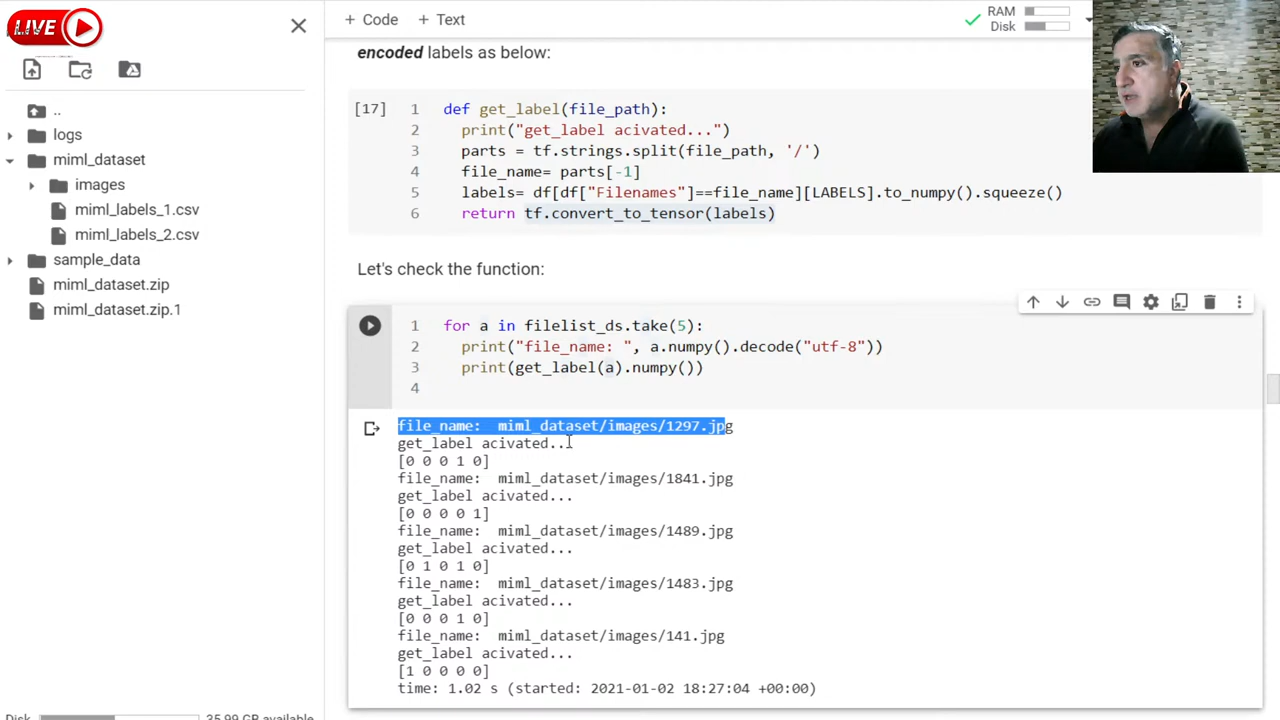 LIVE
+ Code + Text
RAM
Disk
encoded labels as below:
..
logs
miml_dataset
images
miml_labels_1.csv
miml_labels_2.csv
sample_data
miml_dataset.zip
miml_dataset.zip.1
[17]
1 def get_label(file_path):
2 print("get_label acivated...")
3 parts = tf.strings.split(file_path, '/')
4 file_name= parts[-1]
5 labels= df[df["Filenames"]==file_name][LABELS].to_numpy().squeeze()
6 return tf.convert_to_tensor(labels)
Let's check the function:
1 for a in filelist_ds.take(5):
2 print("file_name: ", a.numpy().decode("utf-8"))
3 print(get_label(a).numpy())
4
file_name: miml_dataset/images/1297.jpg
get_label acivated...
[0 0 0 1 0]
file_name: miml_dataset/images/1841.jpg
get_label acivated...
[0 0 0 0 1]
file_name: miml_dataset/images/1489.jpg
get_label acivated...
[0 1 0 1 0]
file_name: miml_dataset/images/1483.jpg
get_label acivated...
[0 0 0 1 0]
file_name: miml_dataset/images/141.jpg
get_label acivated...
[1 0 0 0 0]
time: 1.02 s (started: 2021-01-02 18:27:04 +00:00)
Disk
35.99 GB available